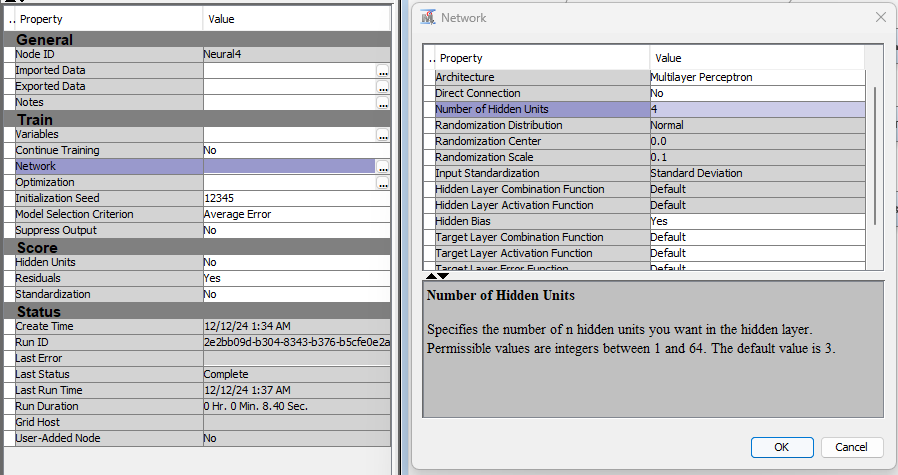 .. Property Value
General
Node ID Neural4
Imported Data ...
Exported Data ...
Notes ...
Train
Variables ...
Continue Training No
Network ...
Optimization ...
Initialization Seed 12345
Model Selection Criterion Average Error
Suppress Output No
Score
Hidden Units No
Residuals Yes
Standardization No
Status
Create Time 12/12/24 1:34 AM
Run ID 2e2bb09d-b304-8343-b376-b5cfe0e2a
Last Error
Last Status Complete
Last Run Time 12/12/24 1:37 AM
Run Duration 0 Hr. 0 Min. 8.40 Sec.
Grid Host
User-Added Node No
Network
.. Property Value
Architecture Multilayer Perceptron
Direct Connection No
Number of Hidden Units 4
Randomization Distribution Normal
Randomization Center 0.0
Randomization Scale 0.1
Input Standardization Standard Deviation
Hidden Layer Combination Function Default
Hidden Layer Activation Function Default
Hidden Bias Yes
Target Layer Combination Function Default
Target Layer Activation Function Default
Target Layer Error Function Default
Number of Hidden Units
Specifies the number of n hidden units you want in the hidden layer.
Permissible values are integers between 1 and 64. The default value is 3.
OK Cancel